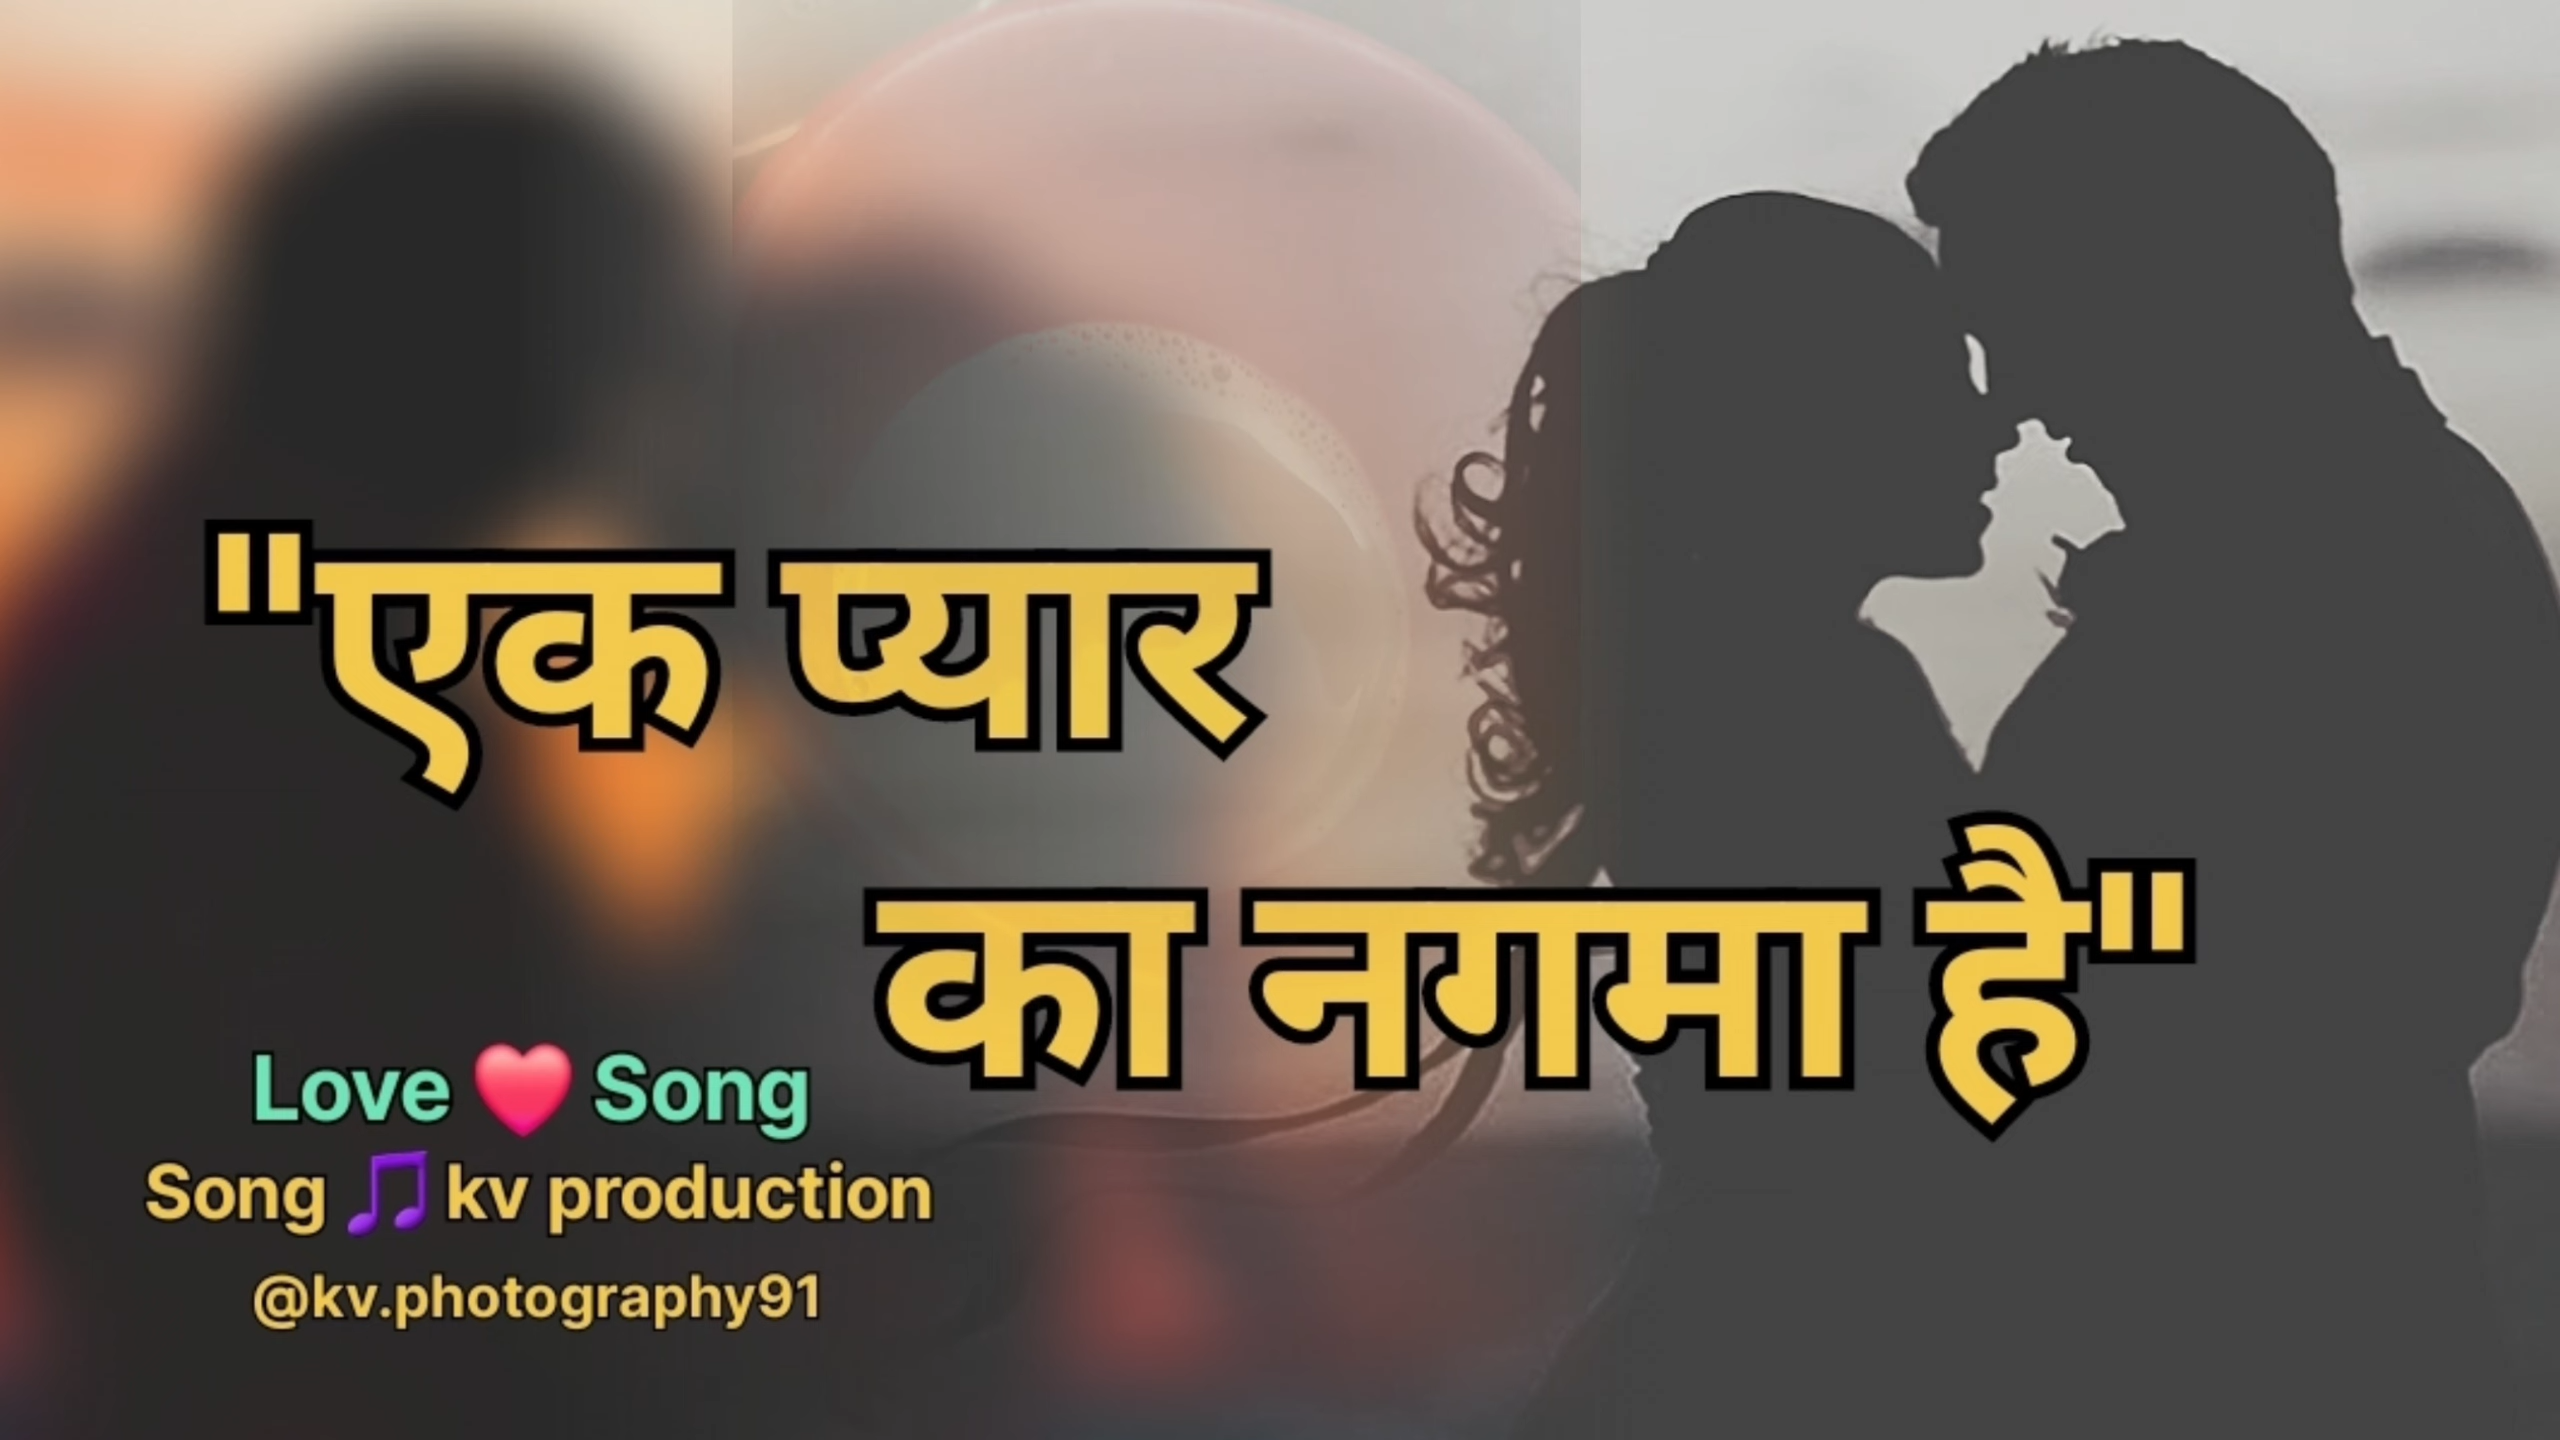 "एक प्यार
का नगमा है"
Love ❤️ Song
Song 🎵 kv production
@kv.photography91